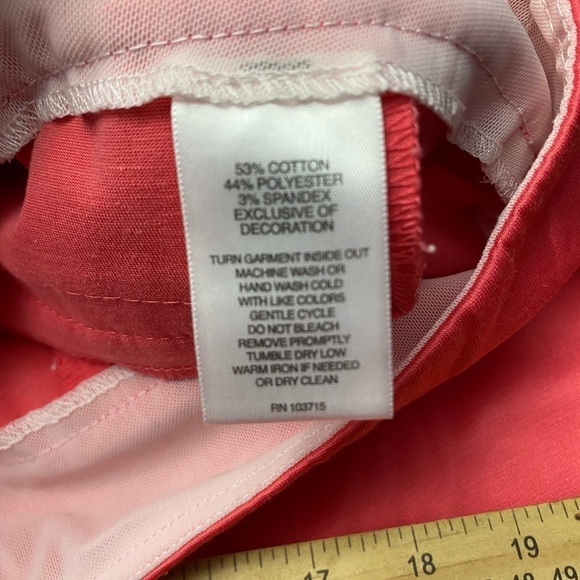 53% COTTON
44% POLYESTER
3% SPANDEX
EXCLUSIVE OF
DECORATION
TURN GARMENT INSIDE OUT
MACHINE WASH OR
HAND WASH COLD
WITH LIKE COLORS
GENTLE CYCLE
DO NOT BLEACH
REMOVE PROMPTLY
TUMBLE DRY LOW
WARM IRON IF NEEDED
OR DRY CLEAN
RN 103715
17 18 19
48 49